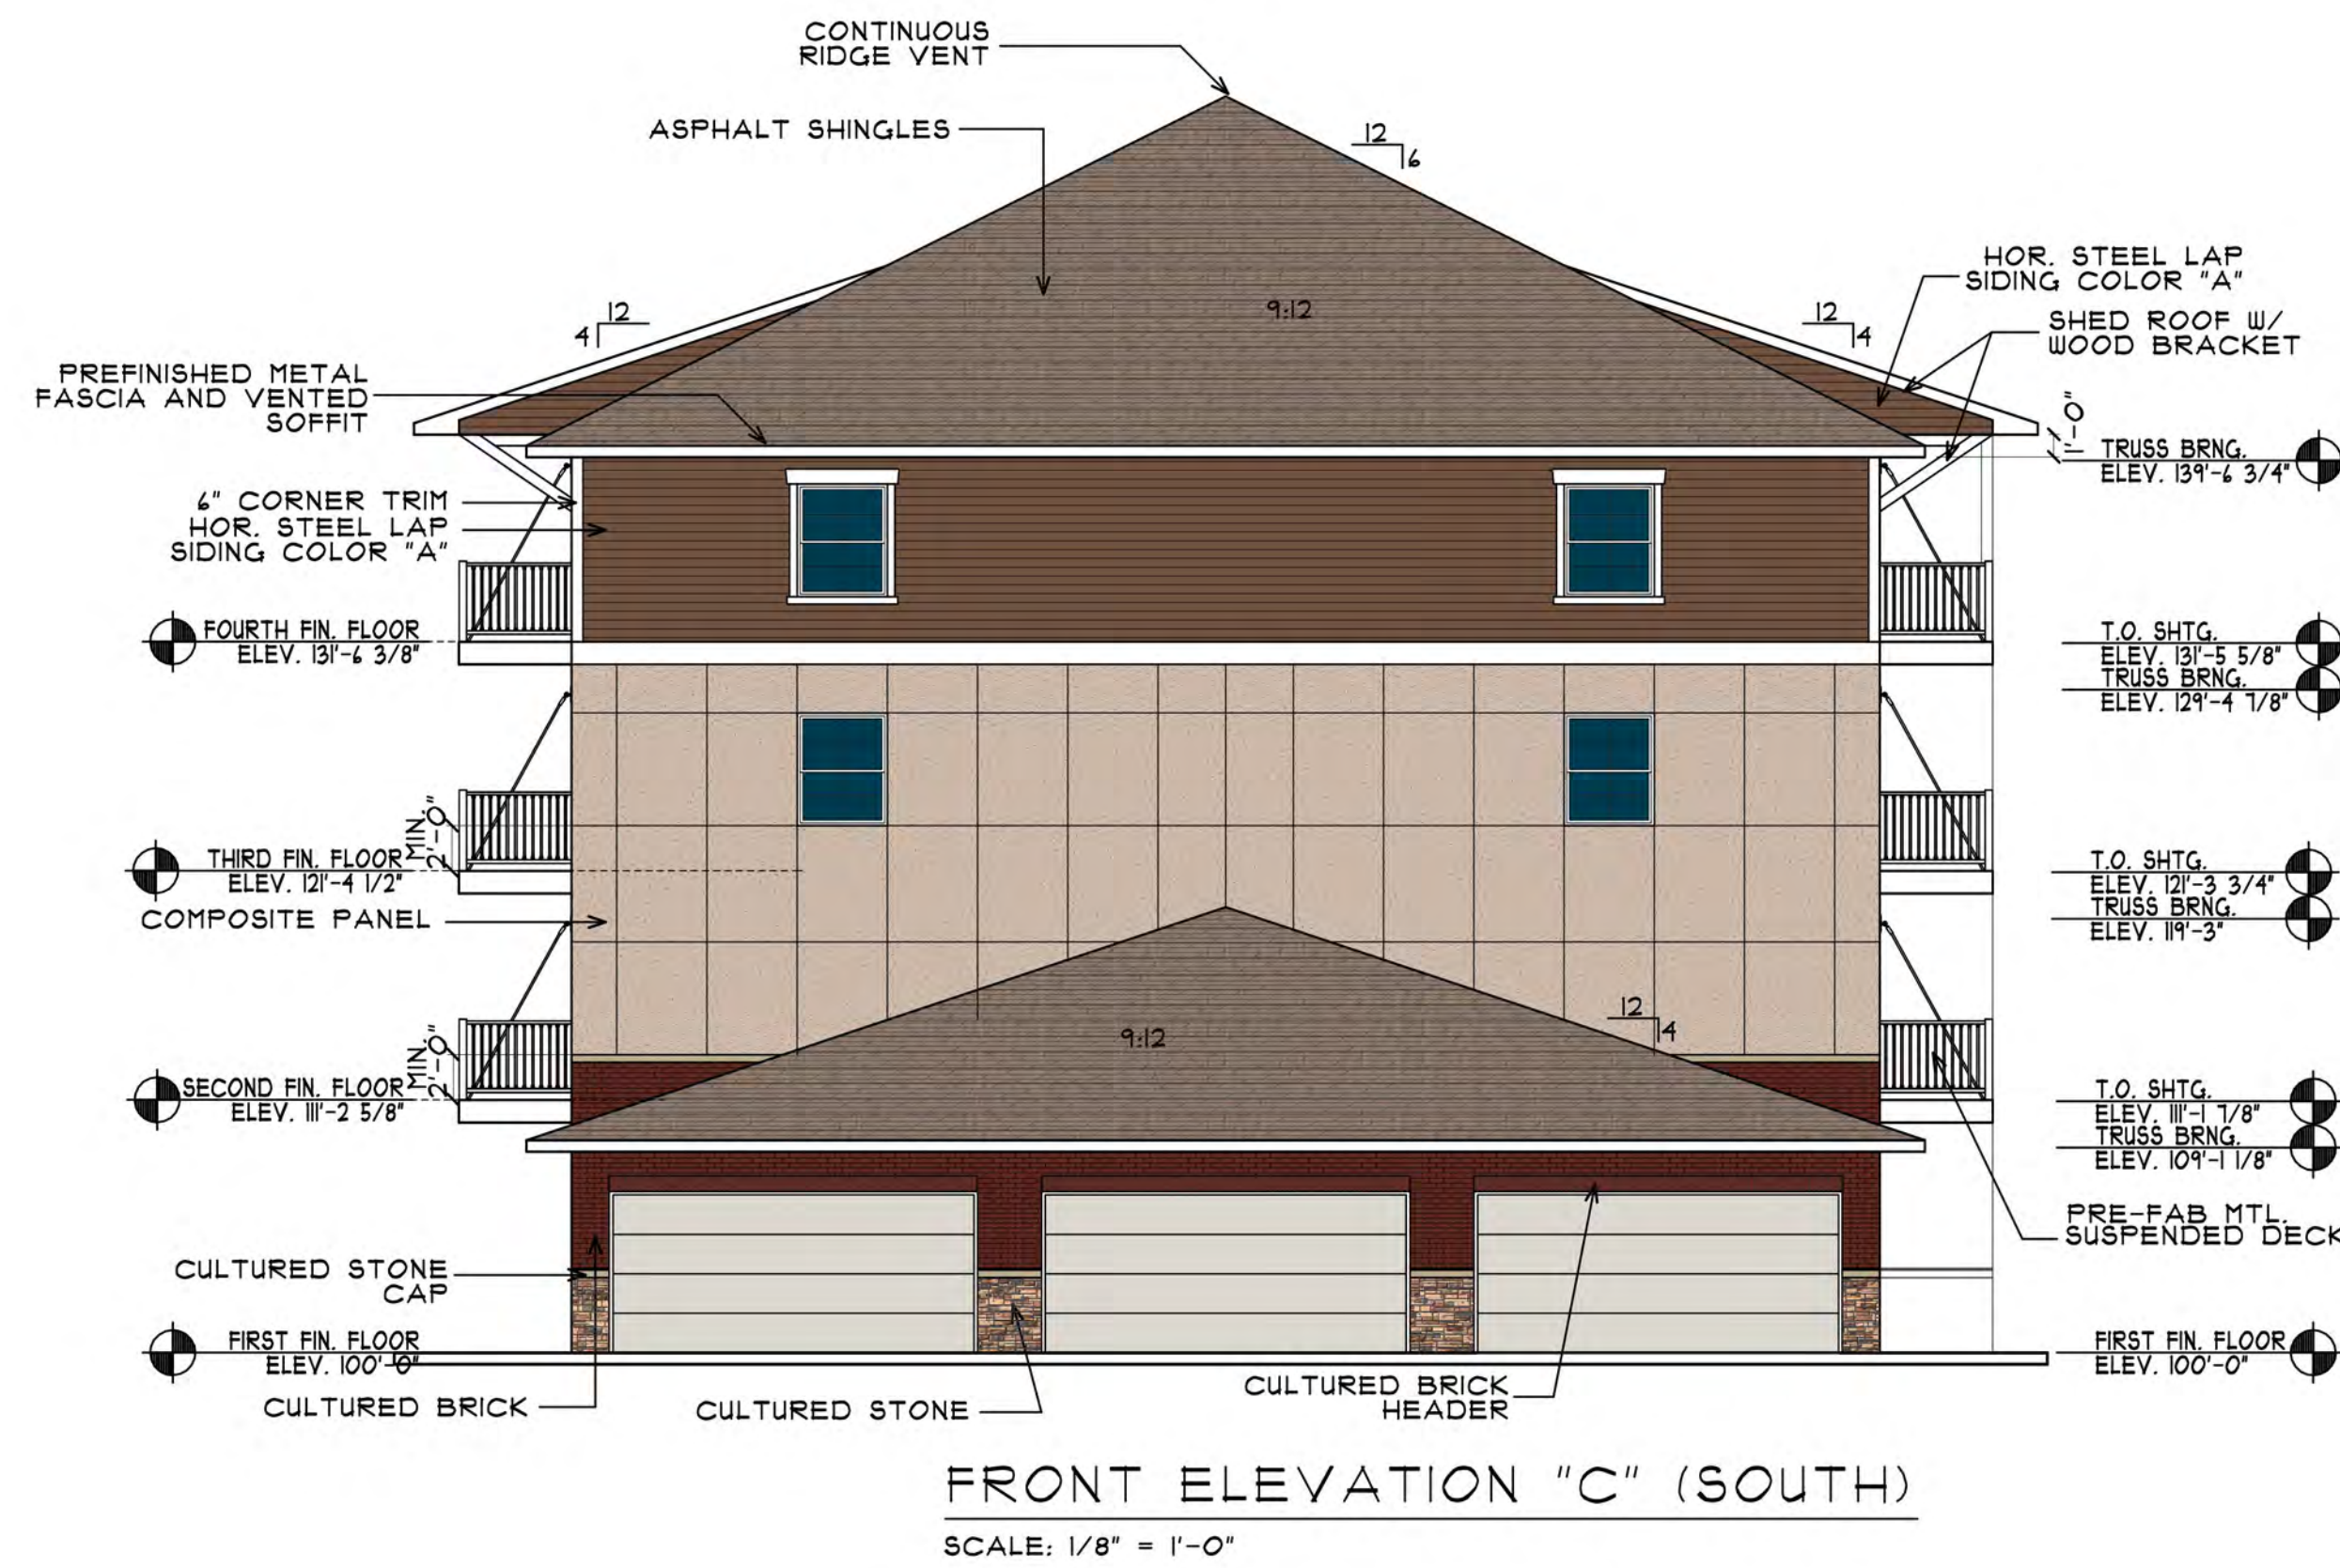 CONTINUOUS
RIDGE VENT
ASPHALT SHINGLES
12
6
9:12
12
4
12
4
HOR. STEEL LAP
SIDING COLOR "A"
SHED ROOF W/
WOOD BRACKET
PREFINISHED METAL
FASCIA AND VENTED
SOFFIT
1'-0"
TRUSS BRNG.
ELEV. 139'-6 3/4"
6" CORNER TRIM
HOR. STEEL LAP
SIDING COLOR "A"
FOURTH FIN. FLOOR
ELEV. 131'-6 3/8"
T.O. SHTG.
ELEV. 131'-5 5/8"
TRUSS BRNG.
ELEV. 129'-4 7/8"
MIN.
2'-0"
THIRD FIN. FLOOR
ELEV. 121'-4 1/2"
T.O. SHTG.
ELEV. 121'-3 3/4"
TRUSS BRNG.
ELEV. 119'-3"
COMPOSITE PANEL
12
4
9:12
MIN.
2'-0"
SECOND FIN. FLOOR
ELEV. 111'-2 5/8"
T.O. SHTG.
ELEV. 111'-1 7/8"
TRUSS BRNG.
ELEV. 109'-1 1/8"
PRE-FAB MTL.
SUSPENDED DECK
CULTURED STONE
CAP
FIRST FIN. FLOOR
ELEV. 100'-0"
FIRST FIN. FLOOR
ELEV. 100'-0"
CULTURED BRICK
CULTURED STONE
CULTURED BRICK
HEADER
FRONT ELEVATION "C" (SOUTH)
SCALE: 1/8" = 1'-0"